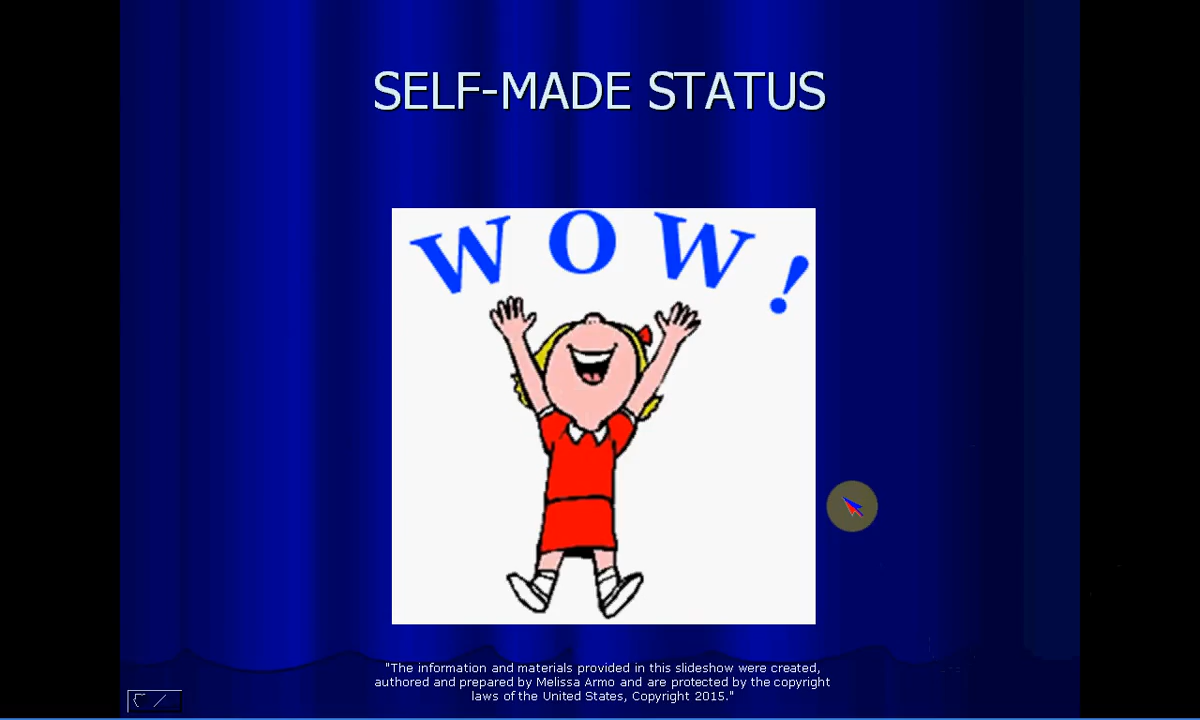 SELF-MADE STATUS
WOW!
"The information and materials provided in this slideshow were created,
authored and prepared by Melissa Armo and are protected by the copyright
laws of the United States, Copyright 2015."